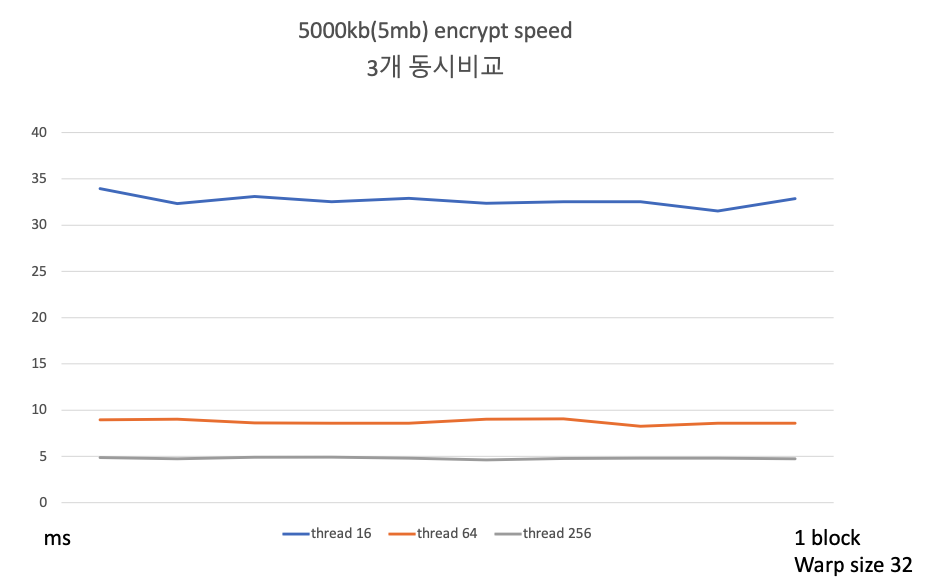 5000kb(5mb) encrypt speed
3개 동시비교
40
35
30
25
20
15
10
5
0
ms
thread 16 thread 64 thread 256
1 block
Warp size 32